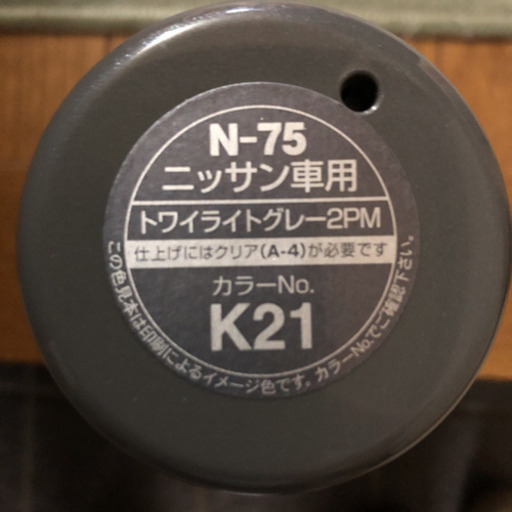 N-75
ニッサン車用
トワイライトグレー2PM
仕上げにはクリア(A-4)が必要です
カラーNo.
K21
この色見本は印刷によるイメージ色です。カラーNo.でご確認下さい。